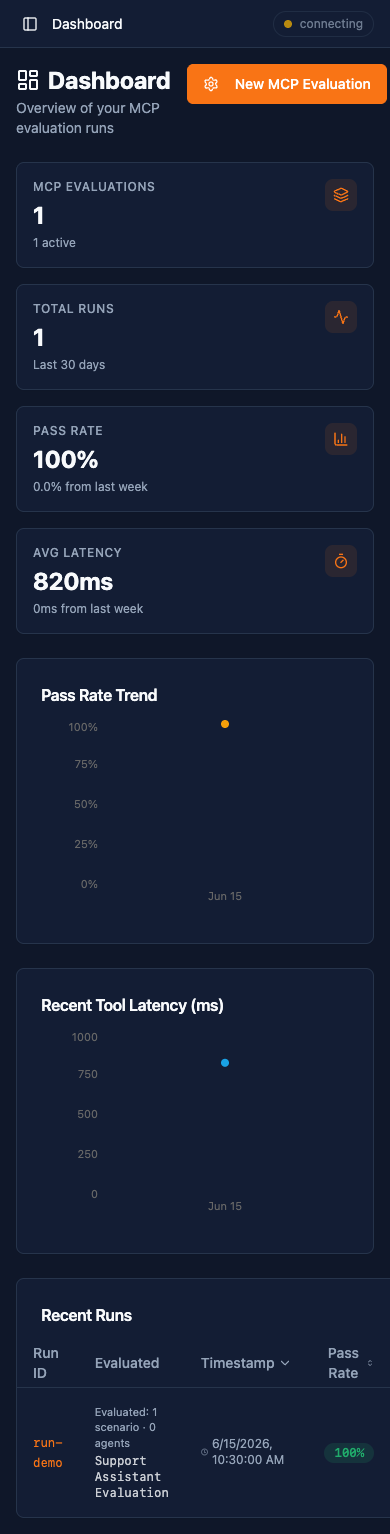 Dashboard
connecting
Dashboard
New MCP Evaluation
Overview of your MCP
evaluation runs
MCP EVALUATIONS
1
1 active
TOTAL RUNS
1
Last 30 days
PASS RATE
100%
0.0% from last week
AVG LATENCY
820ms
0ms from last week
Pass Rate Trend
100%
75%
50%
25%
0%
Jun 15
Recent Tool Latency (ms)
1000
750
500
250
0
Jun 15
Recent Runs
Run
ID
Evaluated
Timestamp
Pass
Rate
run-
demo
Evaluated: 1
scenario · 0
agents
Support
Assistant
Evaluation
6/15/2026,
10:30:00 AM
100%